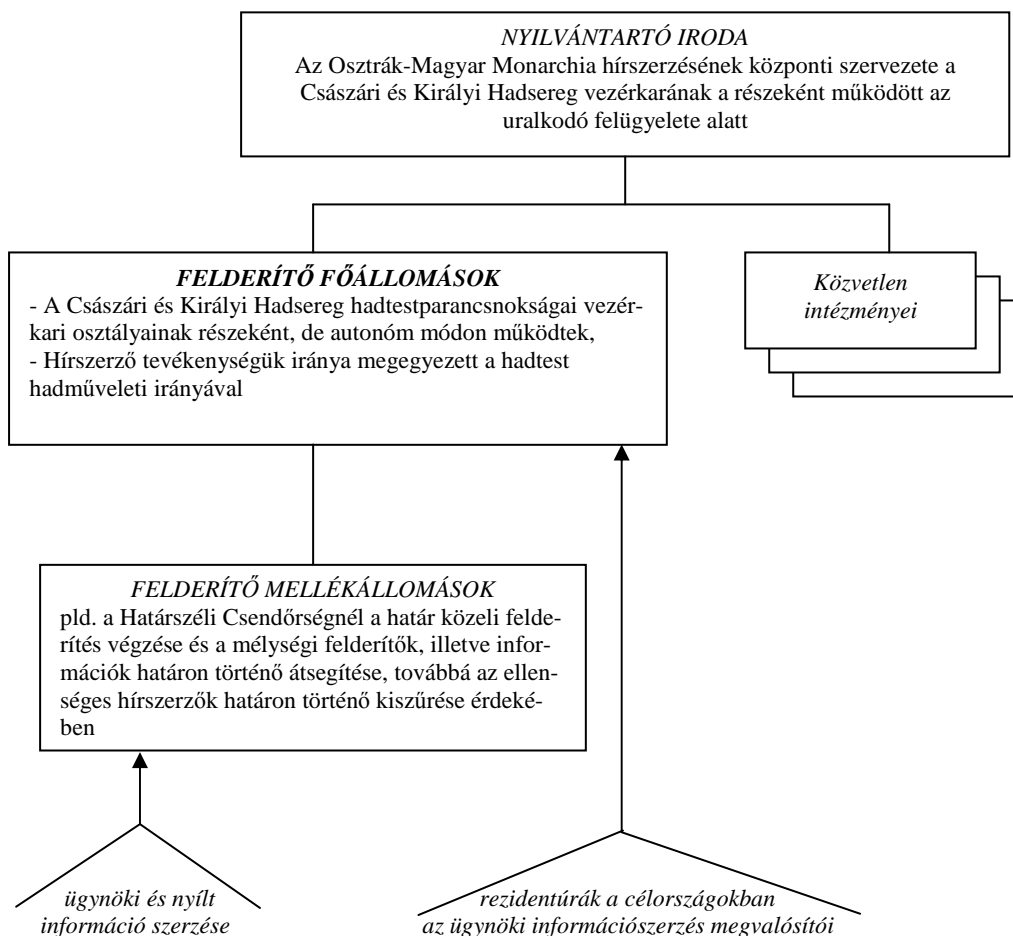 NYILVÁNTARTÓ IRODA
Az Osztrák-Magyar Monarchia hírszerzésének központi szervezete a
Császári és Királyi Hadsereg vezérkarának a részeként működött az
uralkodó felügyelete alatt
FELDERÍTŐ FŐÁLLOMÁSOK
- A Császári és Királyi Hadsereg hadtestparancsnokságai vezér-
kari osztályainak részeként, de autonóm módon működtek,
- Hírszerző tevékenységük iránya megegyezett a hadtest
hadműveleti irányával
Közvetlen
intézményei
FELDERÍTŐ MELLÉKÁLLOMÁSOK
pld. a Határszéli Csendőrségnél a határ közeli felde-
rítés végzése és a mélységi felderítők, illetve infor-
mációk határon történő átsegítése, továbbá az ellen-
séges hírszerzők határon történő kiszűrése érdeké-
ben
ügynöki és nyílt
információ szerzése
rezidentúrák a célországokban
az ügynöki információszerzés megvalósítói